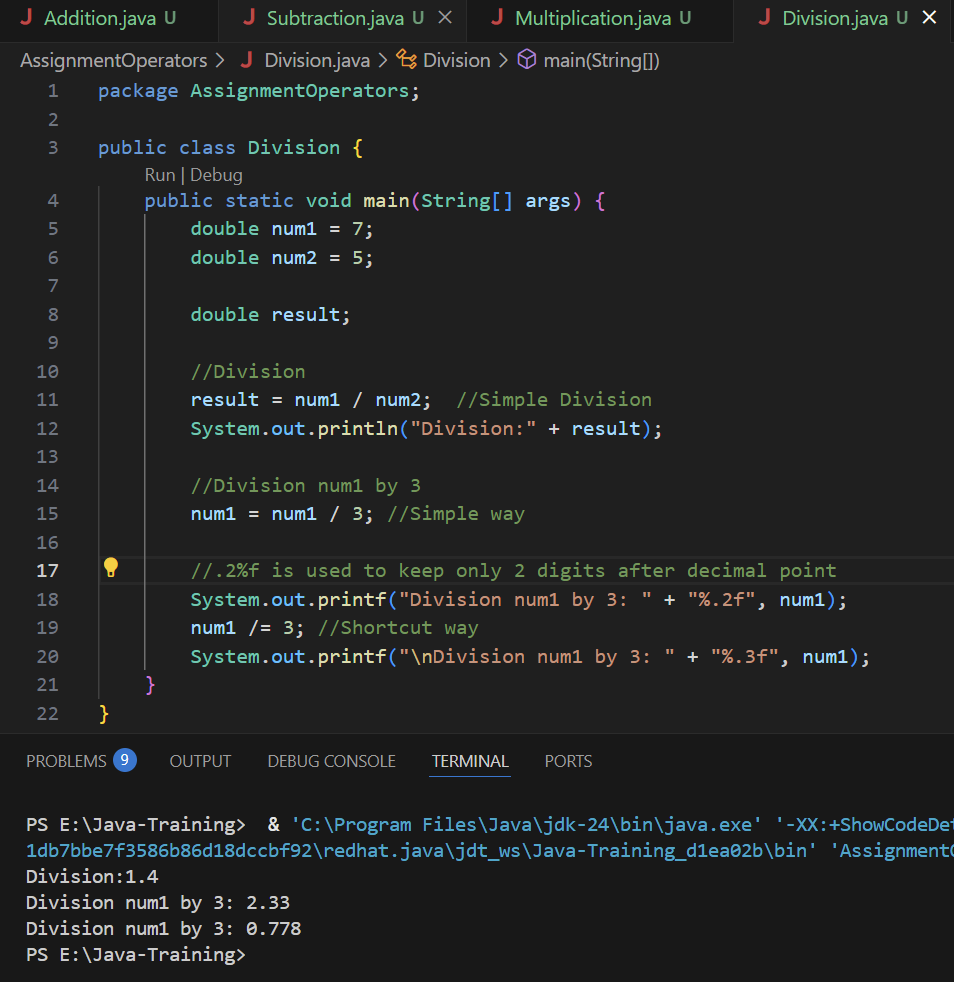 J Addition.java U J Subtraction.java U × J Multiplication.java U J Division.java U ×
AssignmentOperators > J Division.java > Division > main(String[])
1 package AssignmentOperators;
2
3 public class Division {
Run | Debug
4 public static void main(String[] args) {
5 double num1 = 7;
6 double num2 = 5;
7
8 double result;
9
10 //Division
11 result = num1 / num2;  //Simple Division
12 System.out.println("Division:" + result);
13
14 //Division num1 by 3
15 num1 = num1 / 3; //Simple way
16
17 //.2%f is used to keep only 2 digits after decimal point
18 System.out.printf("Division num1 by 3: " + "%.2f", num1);
19 num1 /= 3; //Shortcut way
20 System.out.printf("\nDivision num1 by 3: " + "%.3f", num1);
21 }
22 }
PROBLEMS 9 OUTPUT DEBUG CONSOLE TERMINAL PORTS
PS E:\Java-Training>  & 'C:\Program Files\Java\jdk-24\bin\java.exe' '-XX:+ShowCodeDet
1db7bbe7f3586b86d18dccbf92\redhat.java\jdt_ws\Java-Training_d1ea02b\bin' 'Assignment
Division:1.4
Division num1 by 3: 2.33
Division num1 by 3: 0.778
PS E:\Java-Training>